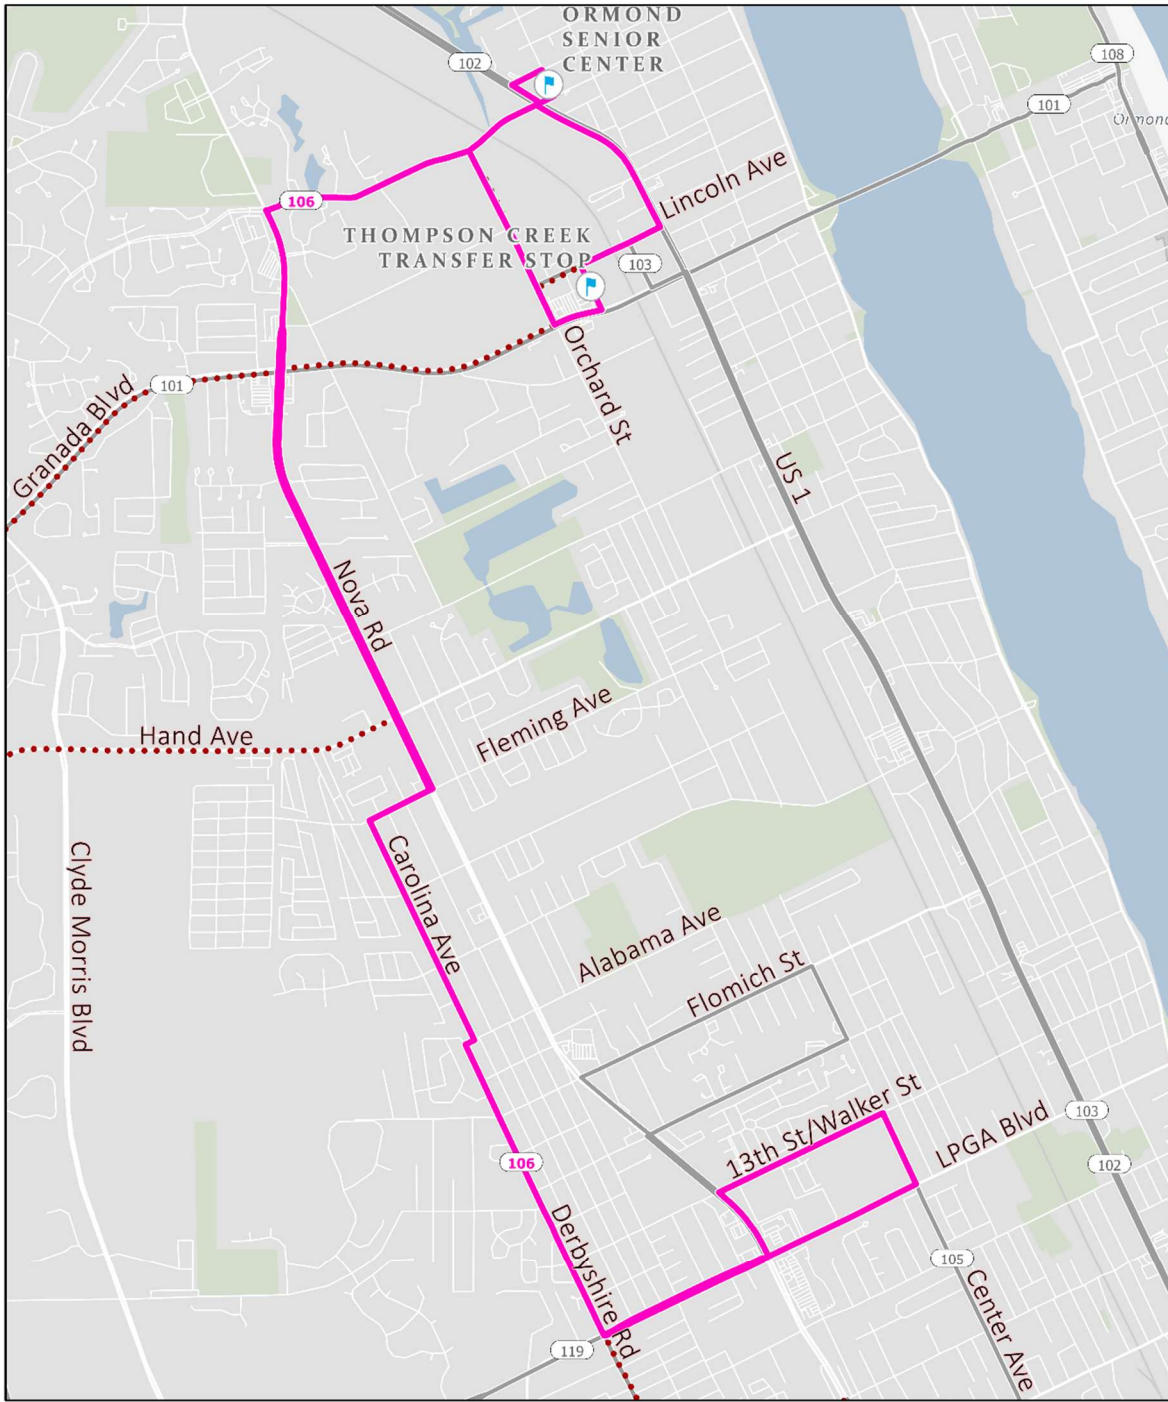 ORMOND
SENIOR
CENTER
102
108
101
Lincoln Ave
106
THOMPSON CREEK
TRANSFER STOP
103
Orchard St
101
Granada Blvd
US 1
Nova Rd
Hand Ave
Fleming Ave
Carolina Ave
Clyde Morris Blvd
Alabama Ave
Flomich St
13th St/Walker St
LPGA Blvd
103
102
106
Derbyshire Rd
105
Center Ave
119